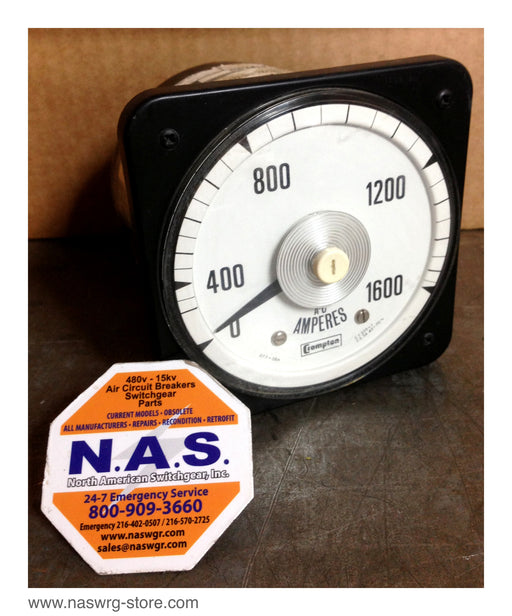 800
1200
400
1600
0
A-C
AMPERES
Crompton
480v - 15kv
Air Circuit Breakers
Switchgear
Parts
CURRENT MODELS - OBSOLETE
ALL MANUFACTURERS - REPAIRS - RECONDITION - RETROFIT
N.A.S.
North American Switchgear, Inc.
24-7 Emergency Service
800-909-3660
Emergency 216-402-0507 / 216-570-2725
www.naswgr.com
sales@naswgr.com
www.naswrg-store.com